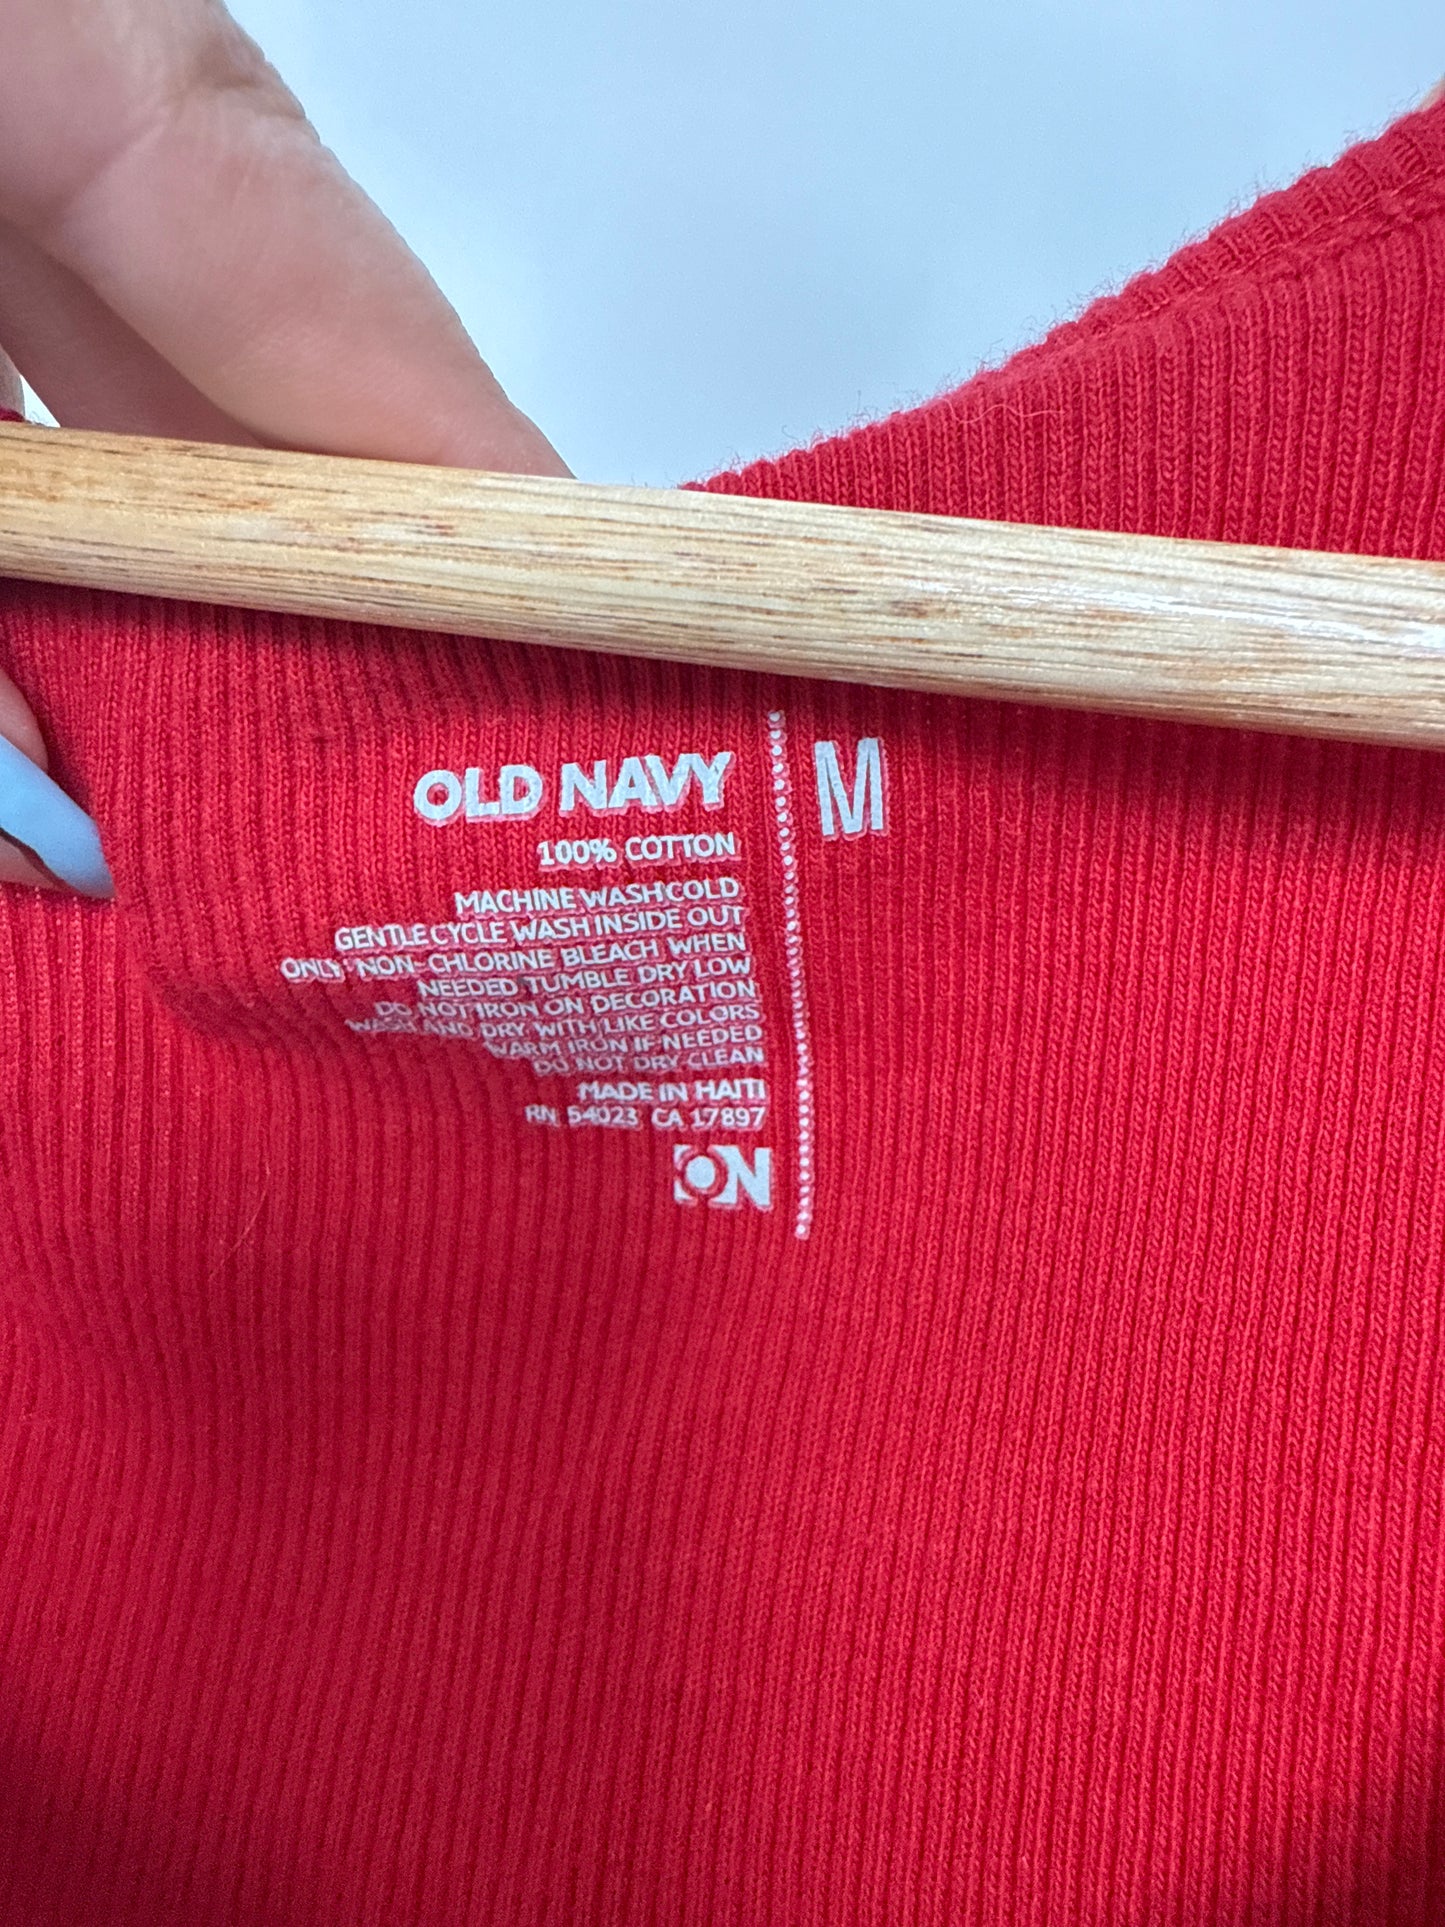 OLD NAVY
M
100% COTTON
MACHINE WASH COLD
GENTLE CYCLE WASH INSIDE OUT
ONLY NON-CHLORINE BLEACH WHEN
NEEDED TUMBLE DRY LOW
DO NOT IRON ON DECORATION
WASH AND DRY WITH LIKE COLORS
WARM IRON IF NEEDED
DO NOT DRY CLEAN
MADE IN HAITI
RN 54023 CA 17897
ON